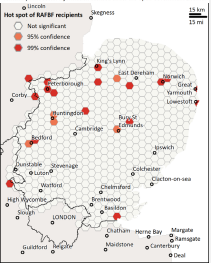 Lincoln
Skegness
15 km
15 mi
Hot spot of RAFBF recipients
Not significant
95% confidence
99% confidence
King's Lynn
East Dereham
Norwich
Great
Yarmouth
Lowestoft
Peterborough
Corby
Huntingdon
Bury St
Edmunds
Cambridge
Bedford
Ipswich
Dunstable
Stevenage
Luton
Colchester
Clacton-on-sea
Watford
Chelmsford
High Wycombe
Brentwood
Basildon
Slough
LONDON
Chatham
Herne Bay
Margate
Ramsgate
Canterbury
Guildford
Reigate
Maidstone
Deal